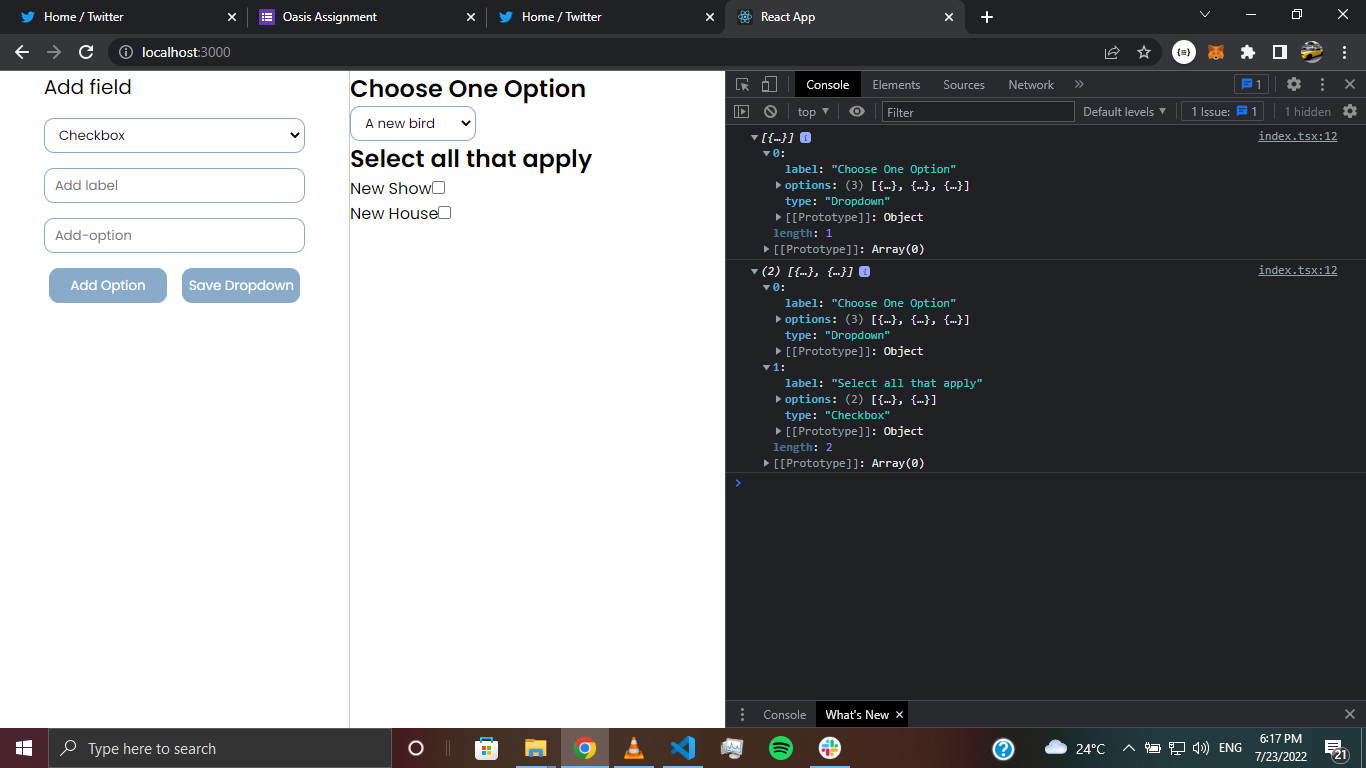 Home / Twitter
Oasis Assignment
Home / Twitter
React App
localhost:3000
Add field
Checkbox
Add label
Add-option
Add Option
Save Dropdown
Choose One Option
A new bird
Select all that apply
New Show
New House
Console
Elements
Sources
Network
1
top
Filter
Default levels
1 Issue: 1
1 hidden
[{…}] i
index.tsx:12
0:
label: "Choose One Option"
options: (3) [{…}, {…}, {…}]
type: "Dropdown"
[[Prototype]]: Object
length: 1
[[Prototype]]: Array(0)
(2) [{…}, {…}] i
index.tsx:12
0:
label: "Choose One Option"
options: (3) [{…}, {…}, {…}]
type: "Dropdown"
[[Prototype]]: Object
1:
label: "Select all that apply"
options: (2) [{…}, {…}]
type: "Checkbox"
[[Prototype]]: Object
length: 2
[[Prototype]]: Array(0)
Console
What's New
Type here to search
24°C
ENG
6:17 PM
7/23/2022
21